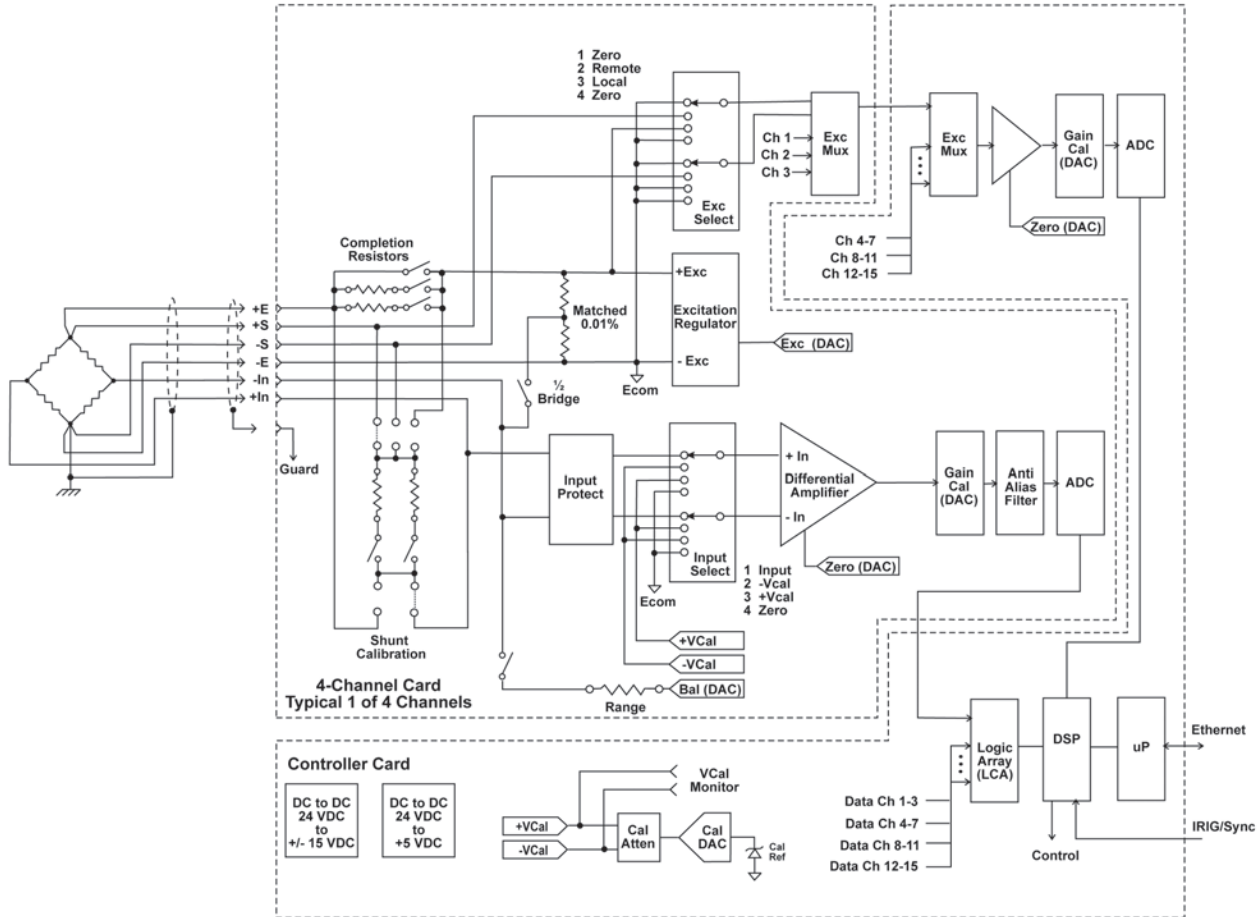 1 Zero
2 Remote
3 Local
4 Zero
Ch 1
Ch 2
Ch 3
Exc
Mux
Exc
Mux
Gain
Cal
(DAC)
ADC
Exc
Select
Zero (DAC)
Ch 4-7
Ch 8-11
Ch 12-15
Completion
Resistors
+E
+S
-S
-E
-In
+In
Guard
Matched
0.01%
+Exc
Excitation
Regulator
- Exc
Exc (DAC)
Ecom
½
Bridge
Input
Protect
Input
Select
+ In
Differential
Amplifier
- In
Gain
Cal
(DAC)
Anti
Alias
Filter
ADC
Zero (DAC)
1 Input
2 -Vcal
3 +Vcal
4 Zero
Ecom
+VCal
-VCal
Shunt
Calibration
Bal (DAC)
Range
4-Channel Card
Typical 1 of 4 Channels
Controller Card
DC to DC
24 VDC
to
+/- 15 VDC
DC to DC
24 VDC
to
+5 VDC
VCal
Monitor
+VCal
-VCal
Cal
Atten
Cal
DAC
Cal
Ref
Logic
Array
(LCA)
DSP
uP
Ethernet
IRIG/Sync
Control
Data Ch 1-3
Data Ch 4-7
Data Ch 8-11
Data Ch 12-15